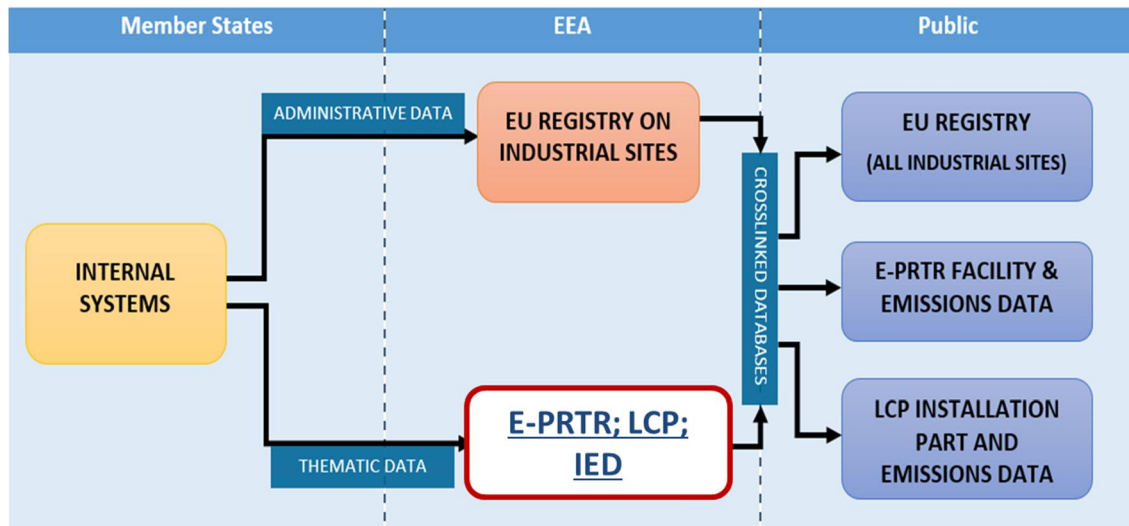 Member States
EEA
Public
ADMINISTRATIVE DATA
EU REGISTRY ON
INDUSTRIAL SITES
EU REGISTRY
(ALL INDUSTRIAL SITES)
INTERNAL
SYSTEMS
CROSSLINKED DATABASES
E-PRTR FACILITY &
EMISSIONS DATA
THEMATIC DATA
E-PRTR; LCP;
IED
LCP INSTALLATION
PART AND
EMISSIONS DATA